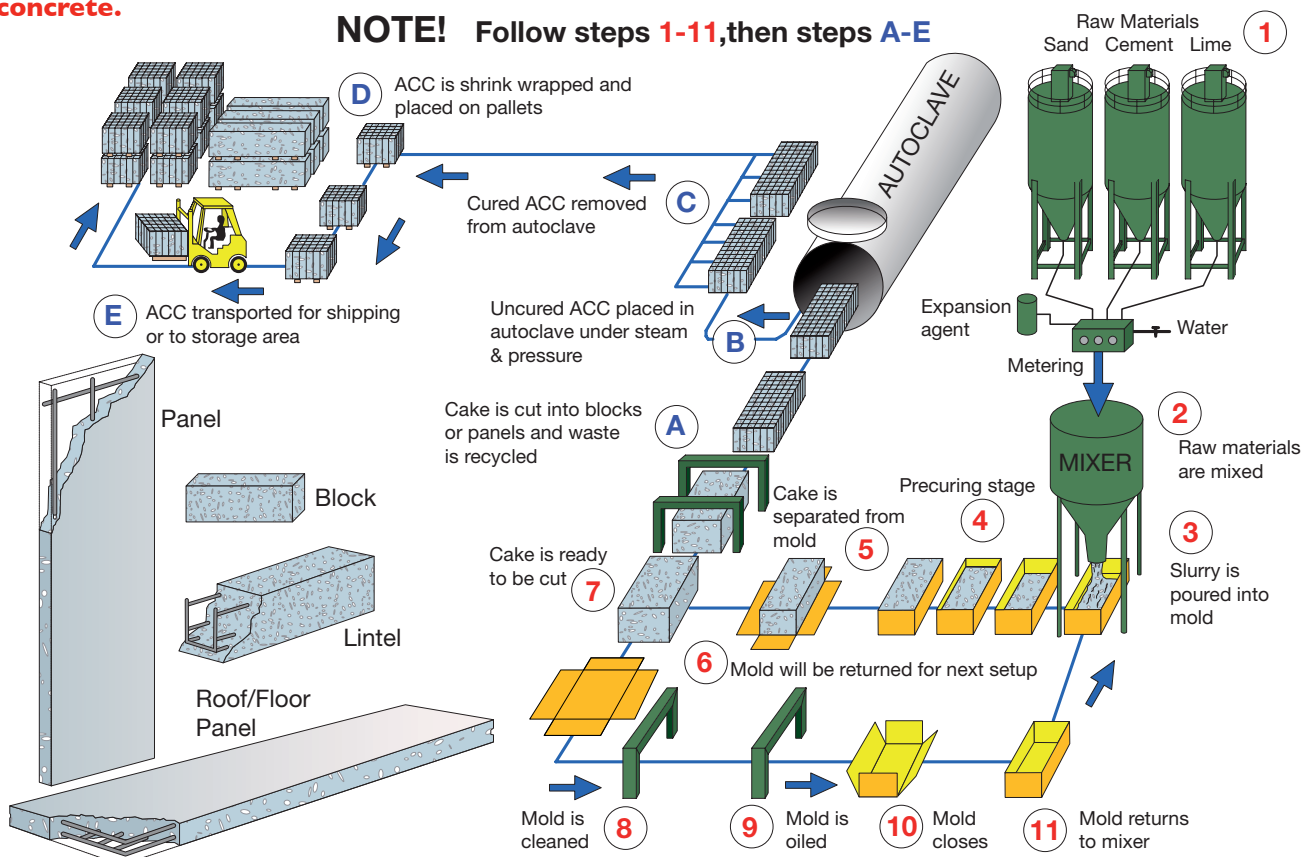 concrete.
NOTE! Follow steps 1-11,then steps A-E
Raw Materials
Sand Cement Lime
1
Expansion
agent
Water
Metering
2
Raw materials
are mixed
MIXER
3
Slurry is
poured into
mold
Precuring stage
4
Cake is
separated from
mold
5
6
Mold will be returned for next setup
Cake is ready
to be cut
7
Mold is
cleaned
8
9
Mold is
oiled
10
Mold
closes
11
Mold returns
to mixer
Cake is cut into blocks
or panels and waste
is recycled
A
Uncured ACC placed in
autoclave under steam
& pressure
B
AUTOCLAVE
C
Cured ACC removed
from autoclave
D
ACC is shrink wrapped and
placed on pallets
E
ACC transported for shipping
or to storage area
Panel
Block
Lintel
Roof/Floor
Panel